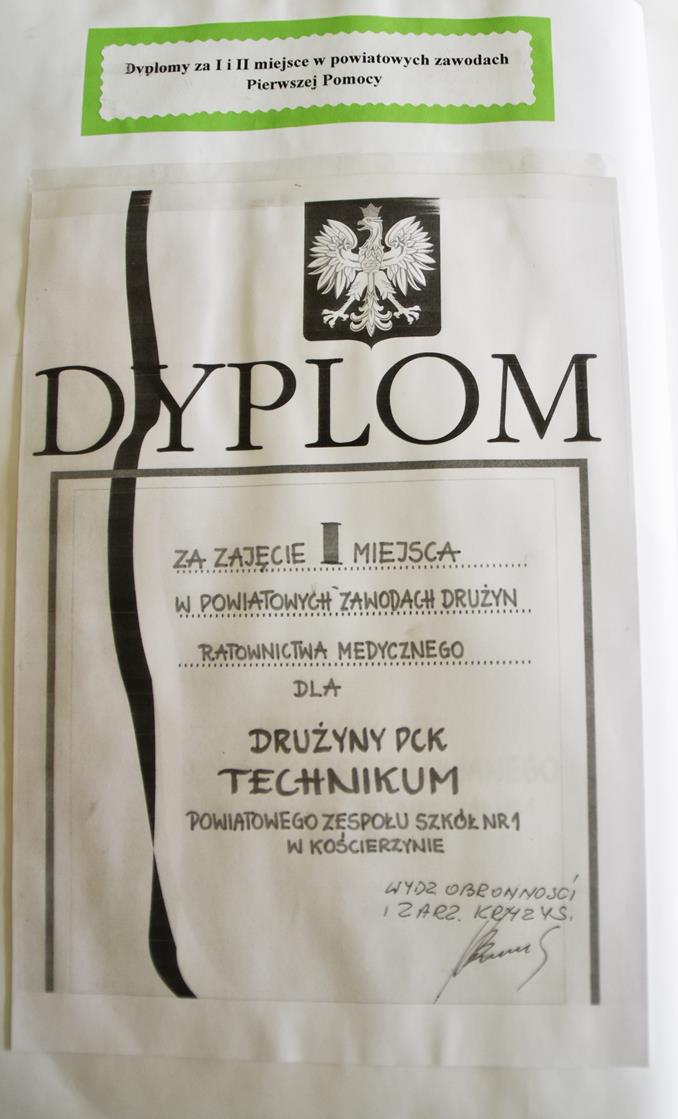 Dyplomy za I i II miejsce w powiatowych zawodach
Pierwszej Pomocy
DYPLOM
ZA ZAJĘCIE I MIEJSCA
W POWIATOWYCH ZAWODACH DRUŻYN
RATOWNICTWA MEDYCZNEGO
DLA
DRUŻYNY PCK
TECHNIKUM
POWIATOWEGO ZESPOŁU SZKÓŁ NR 1
W KOŚCIERZYNIE
WYDZ OBRONNOŚCI
I ZARZ. KRYZYS.